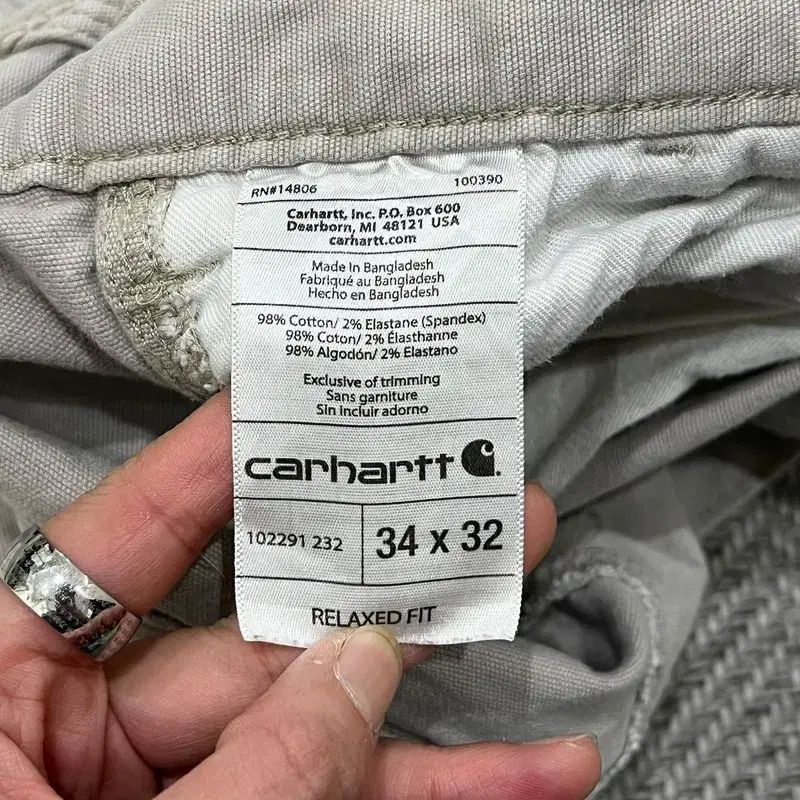 RN#14806 100390
Carhartt, Inc. P.O. Box 600
Dearborn, MI 48121 USA
carhartt.com
Made in Bangladesh
Fabriqué au Bangladesh
Hecho en Bangladesh
98% Cotton/ 2% Elastane (Spandex)
98% Coton/ 2% Élasthanne
98% Algodón/ 2% Elastano
Exclusive of trimming
Sans garniture
Sin incluir adorno
carhartt
102291 232 34 x 32
RELAXED FIT